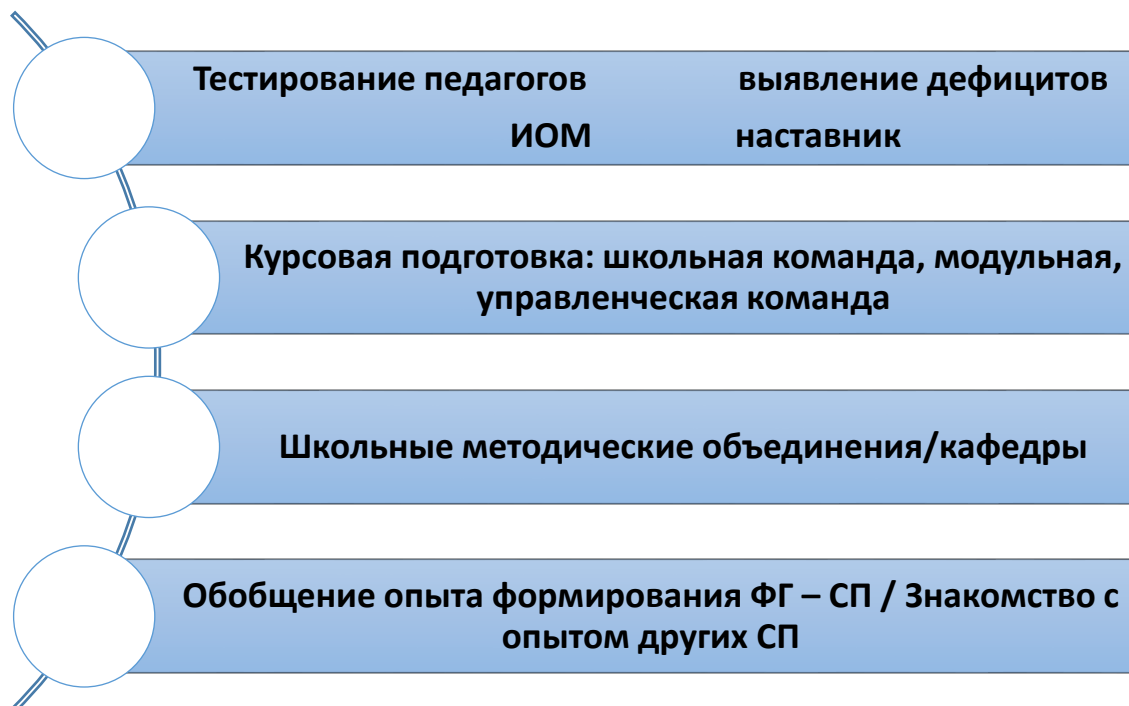 Тестирование педагогов выявление дефицитов
ИОМ наставник
Курсовая подготовка: школьная команда, модульная,
управленческая команда
Школьные методические объединения/кафедры
Обобщение опыта формирования ФГ – СП / Знакомство с
опытом других СП